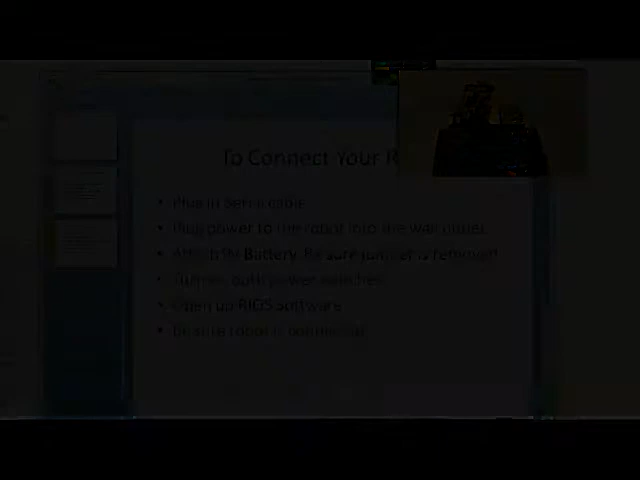 To Connect Your R
Plug in Serial cable
Plug power to the robot into the wall outlet
Attach 9V Battery. Be sure jumper is removed!
Turn on both power switches
Open up RIOS Software
Be sure robot is connected